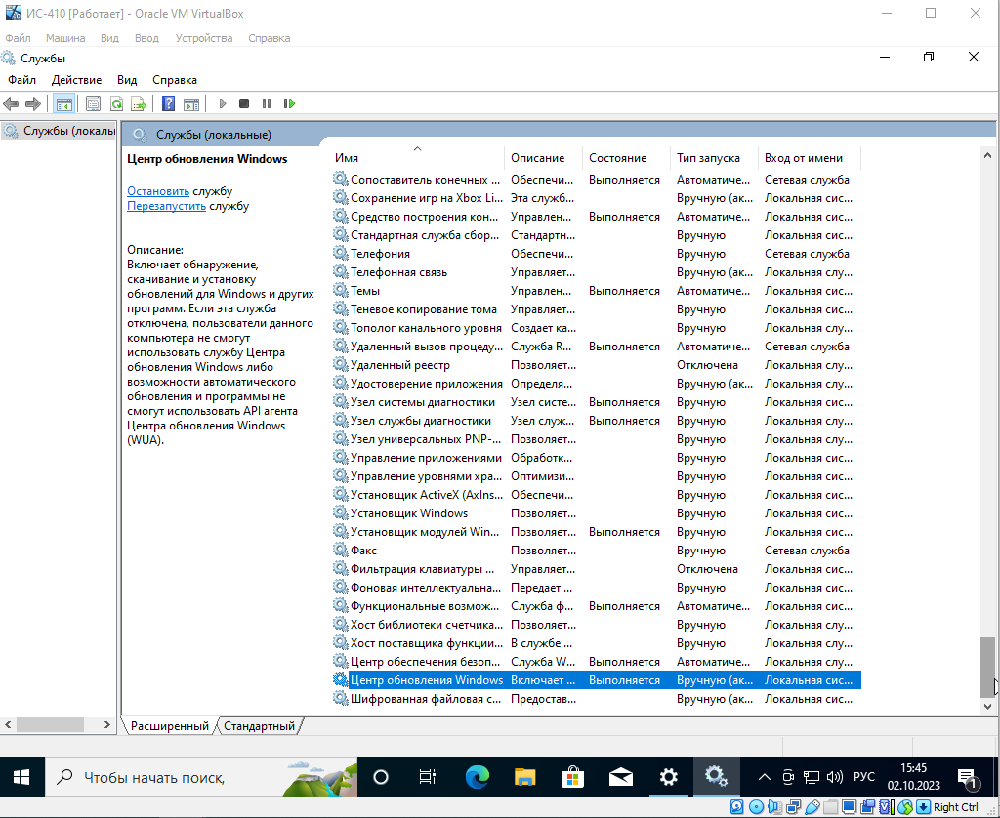 ИС-410 [Работает] - Oracle VM VirtualBox
Файл Машина Вид Ввод Устройства Справка
Службы
Файл Действие Вид Справка
Службы (локалы
Службы (локальные)
Центр обновления Windows
Остановить службу
Перезапустить службу
Описание:
Включает обнаружение,
скачивание и установку
обновлений для Windows и других
программ. Если эта служба
отключена, пользователи данного
компьютера не смогут
использовать службу Центра
обновления Windows либо
возможности автоматического
обновления и программы не
смогут использовать API агента
Центра обновления Windows
(WUA).
Имя Описание Состояние Тип запуска Вход от имени
Сопоставитель конечных ... Обеспечи... Выполняется Автоматиче... Сетевая служба
Сохранение игр на Xbox Li... Эта служб... Вручную (ак... Локальная сис...
Средство построения кон... Управлен... Выполняется Автоматиче... Локальная сис...
Стандартная служба сбор... Стандартн... Вручную Локальная сис...
Телефония Обеспечи... Вручную Сетевая служба
Телефонная связь Управляет... Вручную (ак... Локальная слу...
Темы Управлен... Выполняется Автоматиче... Локальная сис...
Теневое копирование тома Управляет... Вручную Локальная сис...
Тополог канального уровня Создает ка... Вручную Локальная слу...
Удаленный вызов процеду... Служба R... Выполняется Автоматиче... Сетевая служба
Удаленный реестр Позволяет... Отключена Локальная слу...
Удостоверение приложения Определя... Вручную (ак... Локальная слу...
Узел системы диагностики Узел систе... Выполняется Вручную Локальная сис...
Узел службы диагностики Узел служ... Выполняется Вручную Локальная слу...
Узел универсальных PNP-... Позволяет... Вручную Локальная слу...
Управление приложениями Обработк... Вручную Локальная сис...
Управление уровнями хра... Оптимизи... Вручную Локальная сис...
Установщик ActiveX (AxIns... Обеспечи... Вручную Локальная сис...
Установщик Windows Позволяет... Вручную Локальная сис...
Установщик модулей Win... Позволяет... Выполняется Вручную Локальная сис...
Факс Позволяет... Вручную Сетевая служба
Фильтрация клавиатуры ... Управляет... Отключена Локальная сис...
Фоновая интеллектуальна... Передает ... Вручную Локальная сис...
Функциональные возмож... Служба ф... Выполняется Автоматиче... Локальная сис...
Хост библиотеки счетчика... Позволяет... Вручную Локальная слу...
Хост поставщика функции... В службе ... Вручную Локальная слу...
Центр обеспечения безоп... Служба W... Выполняется Автоматиче... Локальная слу...
Центр обновления Windows Включает ... Выполняется Вручную (ак... Локальная сис...
Шифрованная файловая с... Предостав... Вручную (ак... Локальная сис...
Расширенный Стандартный
Чтобы начать поиск,
РУС
15:45
02.10.2023
1
Right Ctrl